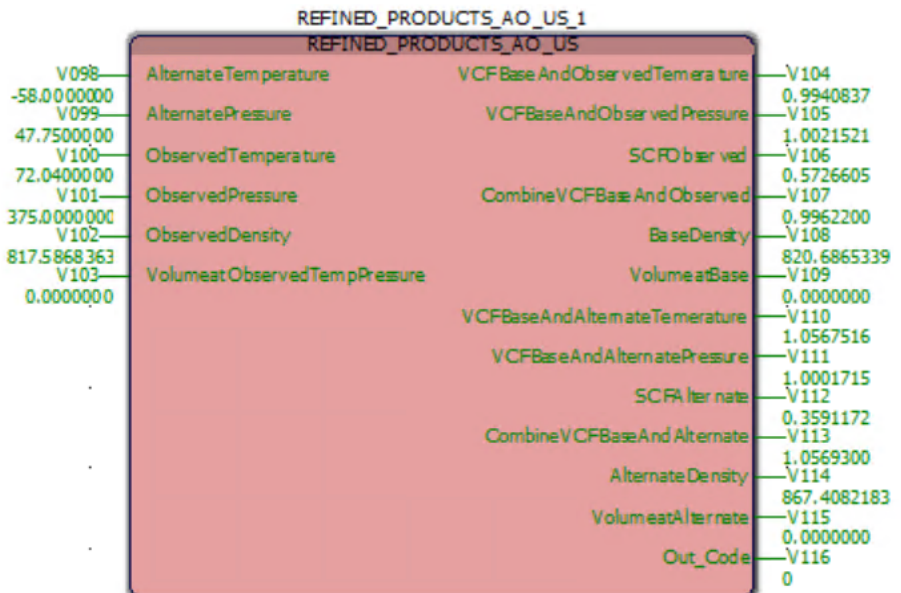 REFINED_PRODUCTS_AO_US_1
REFINED_PRODUCTS_AO_US
V098 AlternateTemperature VCFBaseAndObservedTemerature V104
-58.0000000 0.9940837
V099 AlternatePressure VCFBaseAndObservedPressure V105
47.7500000 1.0021521
V100 ObservedTemperature SCFObserved V106
72.0400000 0.5726605
V101 ObservedPressure CombineVCFBaseAndObserved V107
375.0000000 0.9962200
V102 ObservedDensity BaseDensity V108
817.5868363 820.6865339
V103 VolumeatObservedTempPressure VolumeatBase V109
0.0000000 0.0000000
VCFBaseAndAlternateTemerature V110
1.0567516
VCFBaseAndAlternatePressure V111
1.0001715
SCFAlternate V112
0.3591172
CombineVCFBaseAndAlternate V113
1.0569300
AlternateDensity V114
867.4082183
VolumeatAlternate V115
0.0000000
Out_Code V116
0